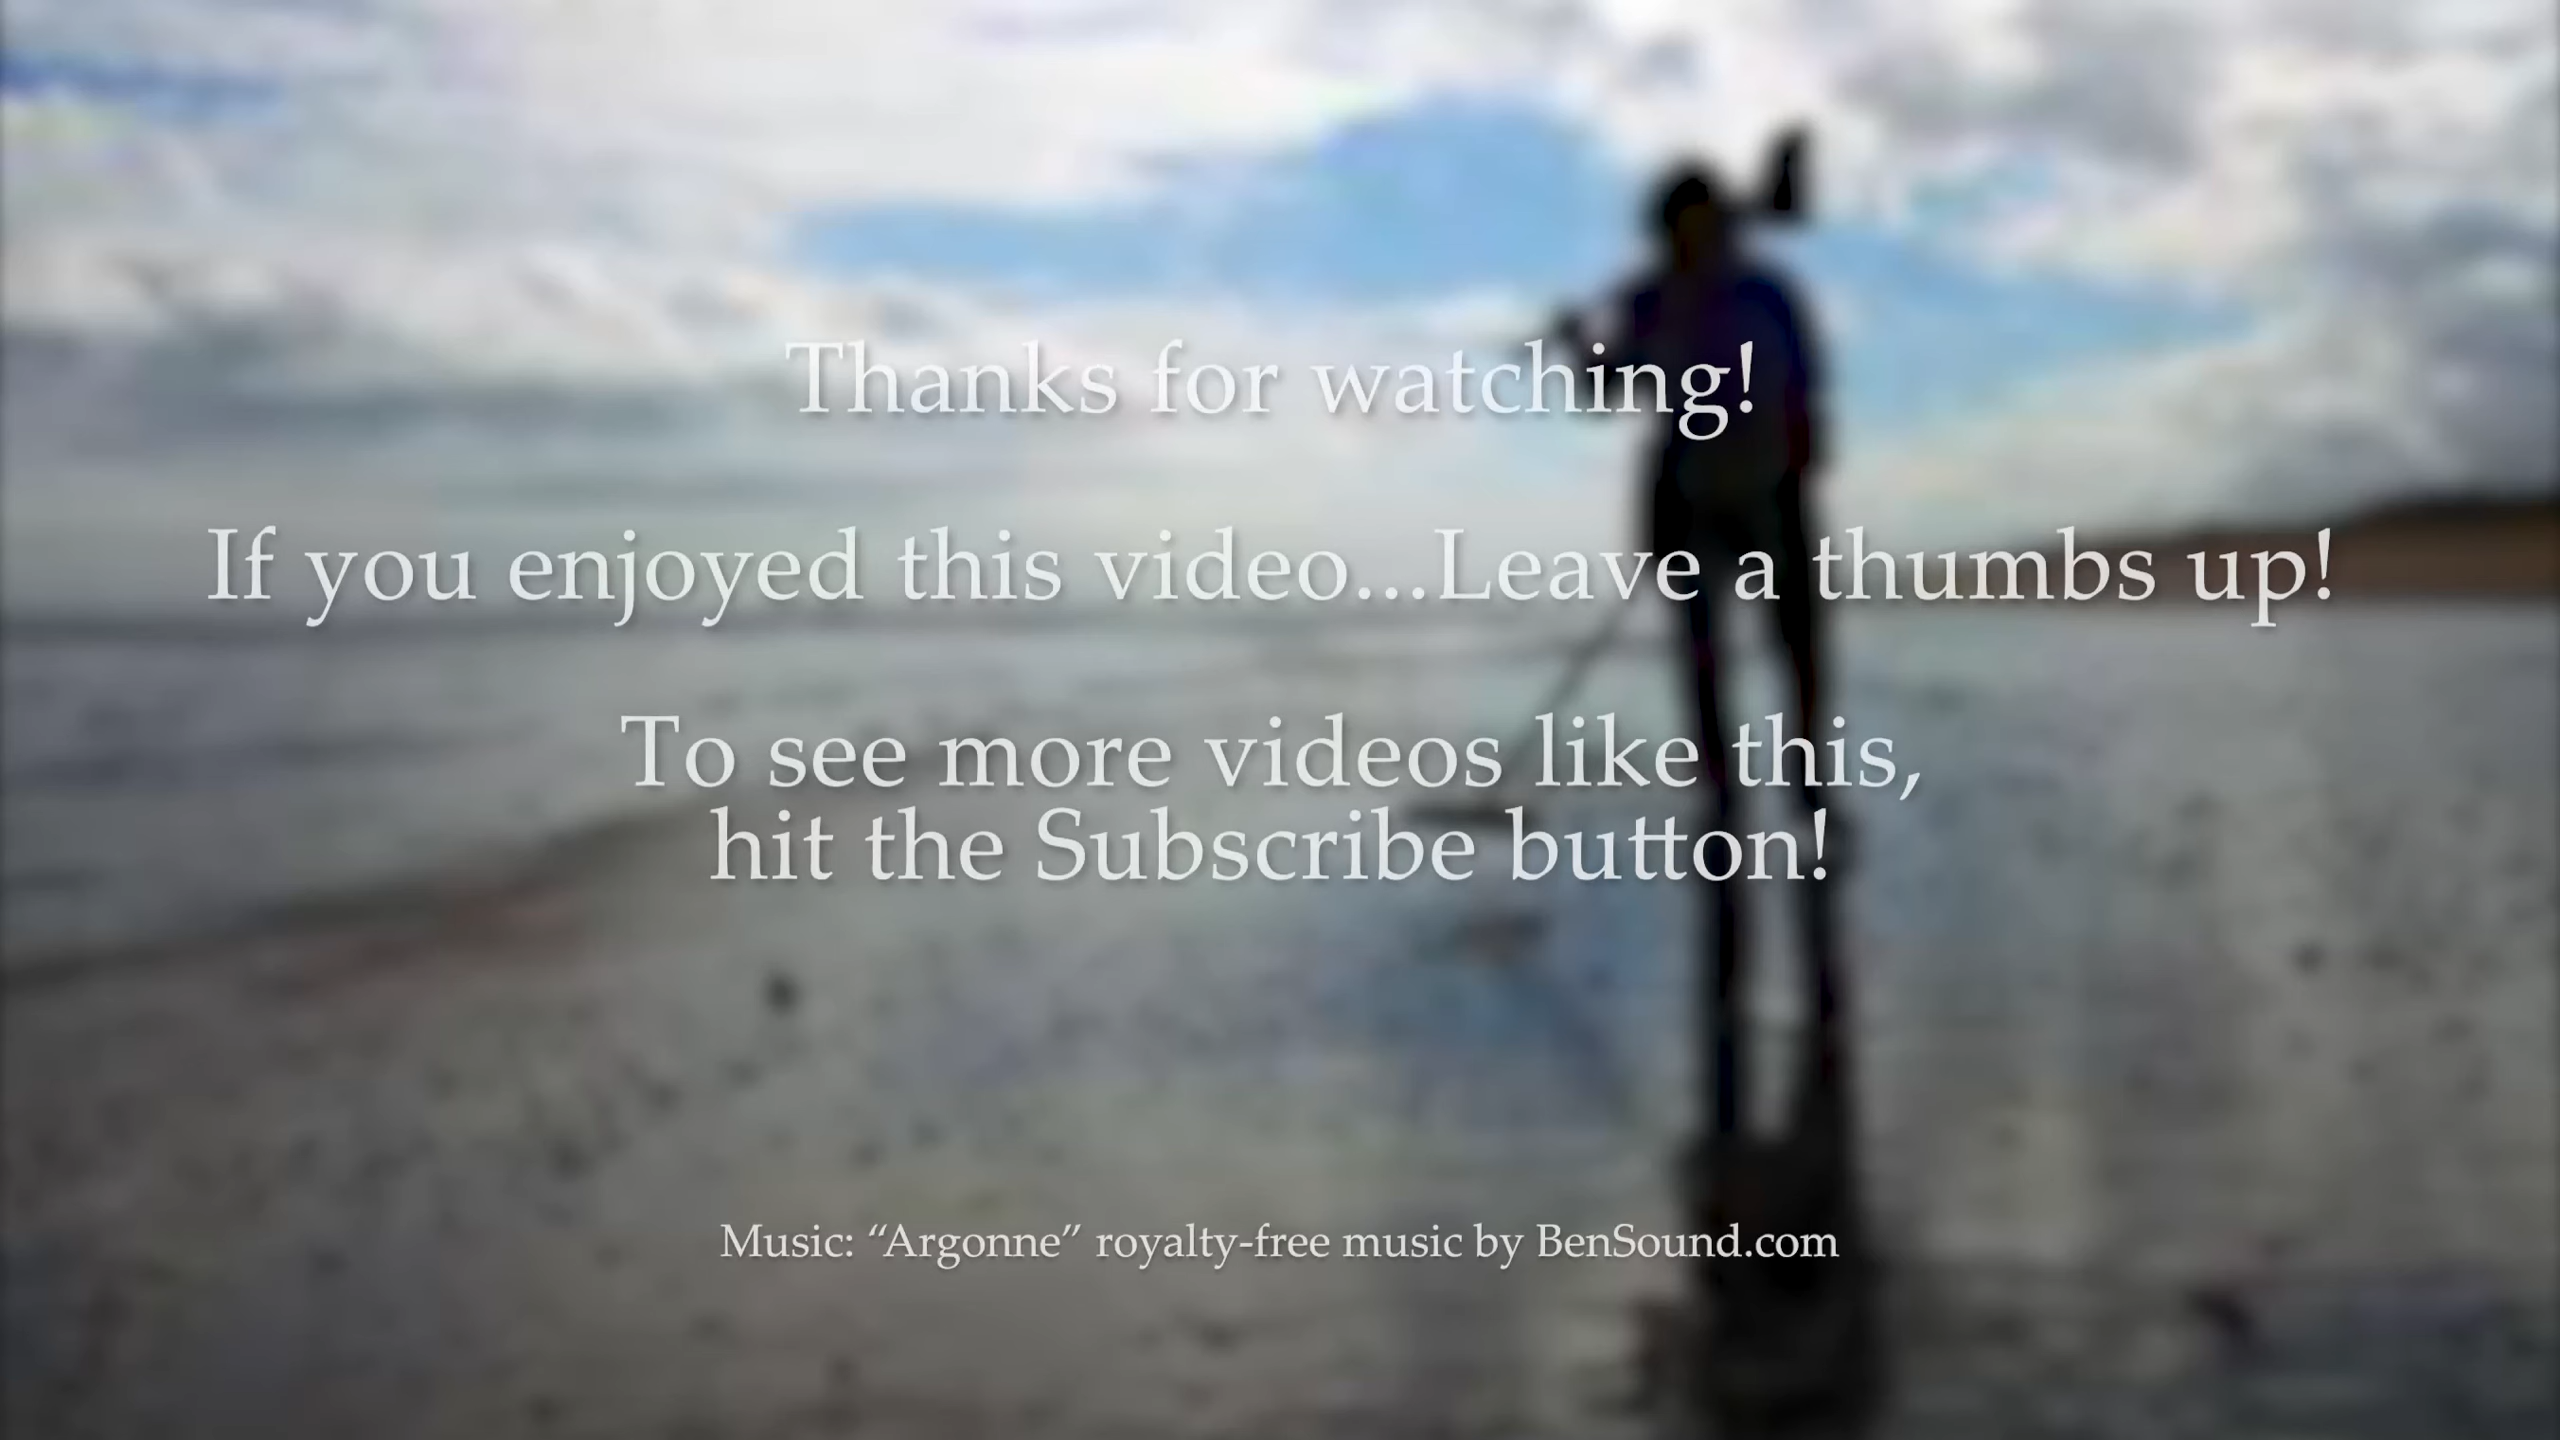 Thanks for watching!
If you enjoyed this video...Leave a thumbs up!
To see more videos like this,
hit the Subscribe button!
Music: “Argonne” royalty-free music by BenSound.com